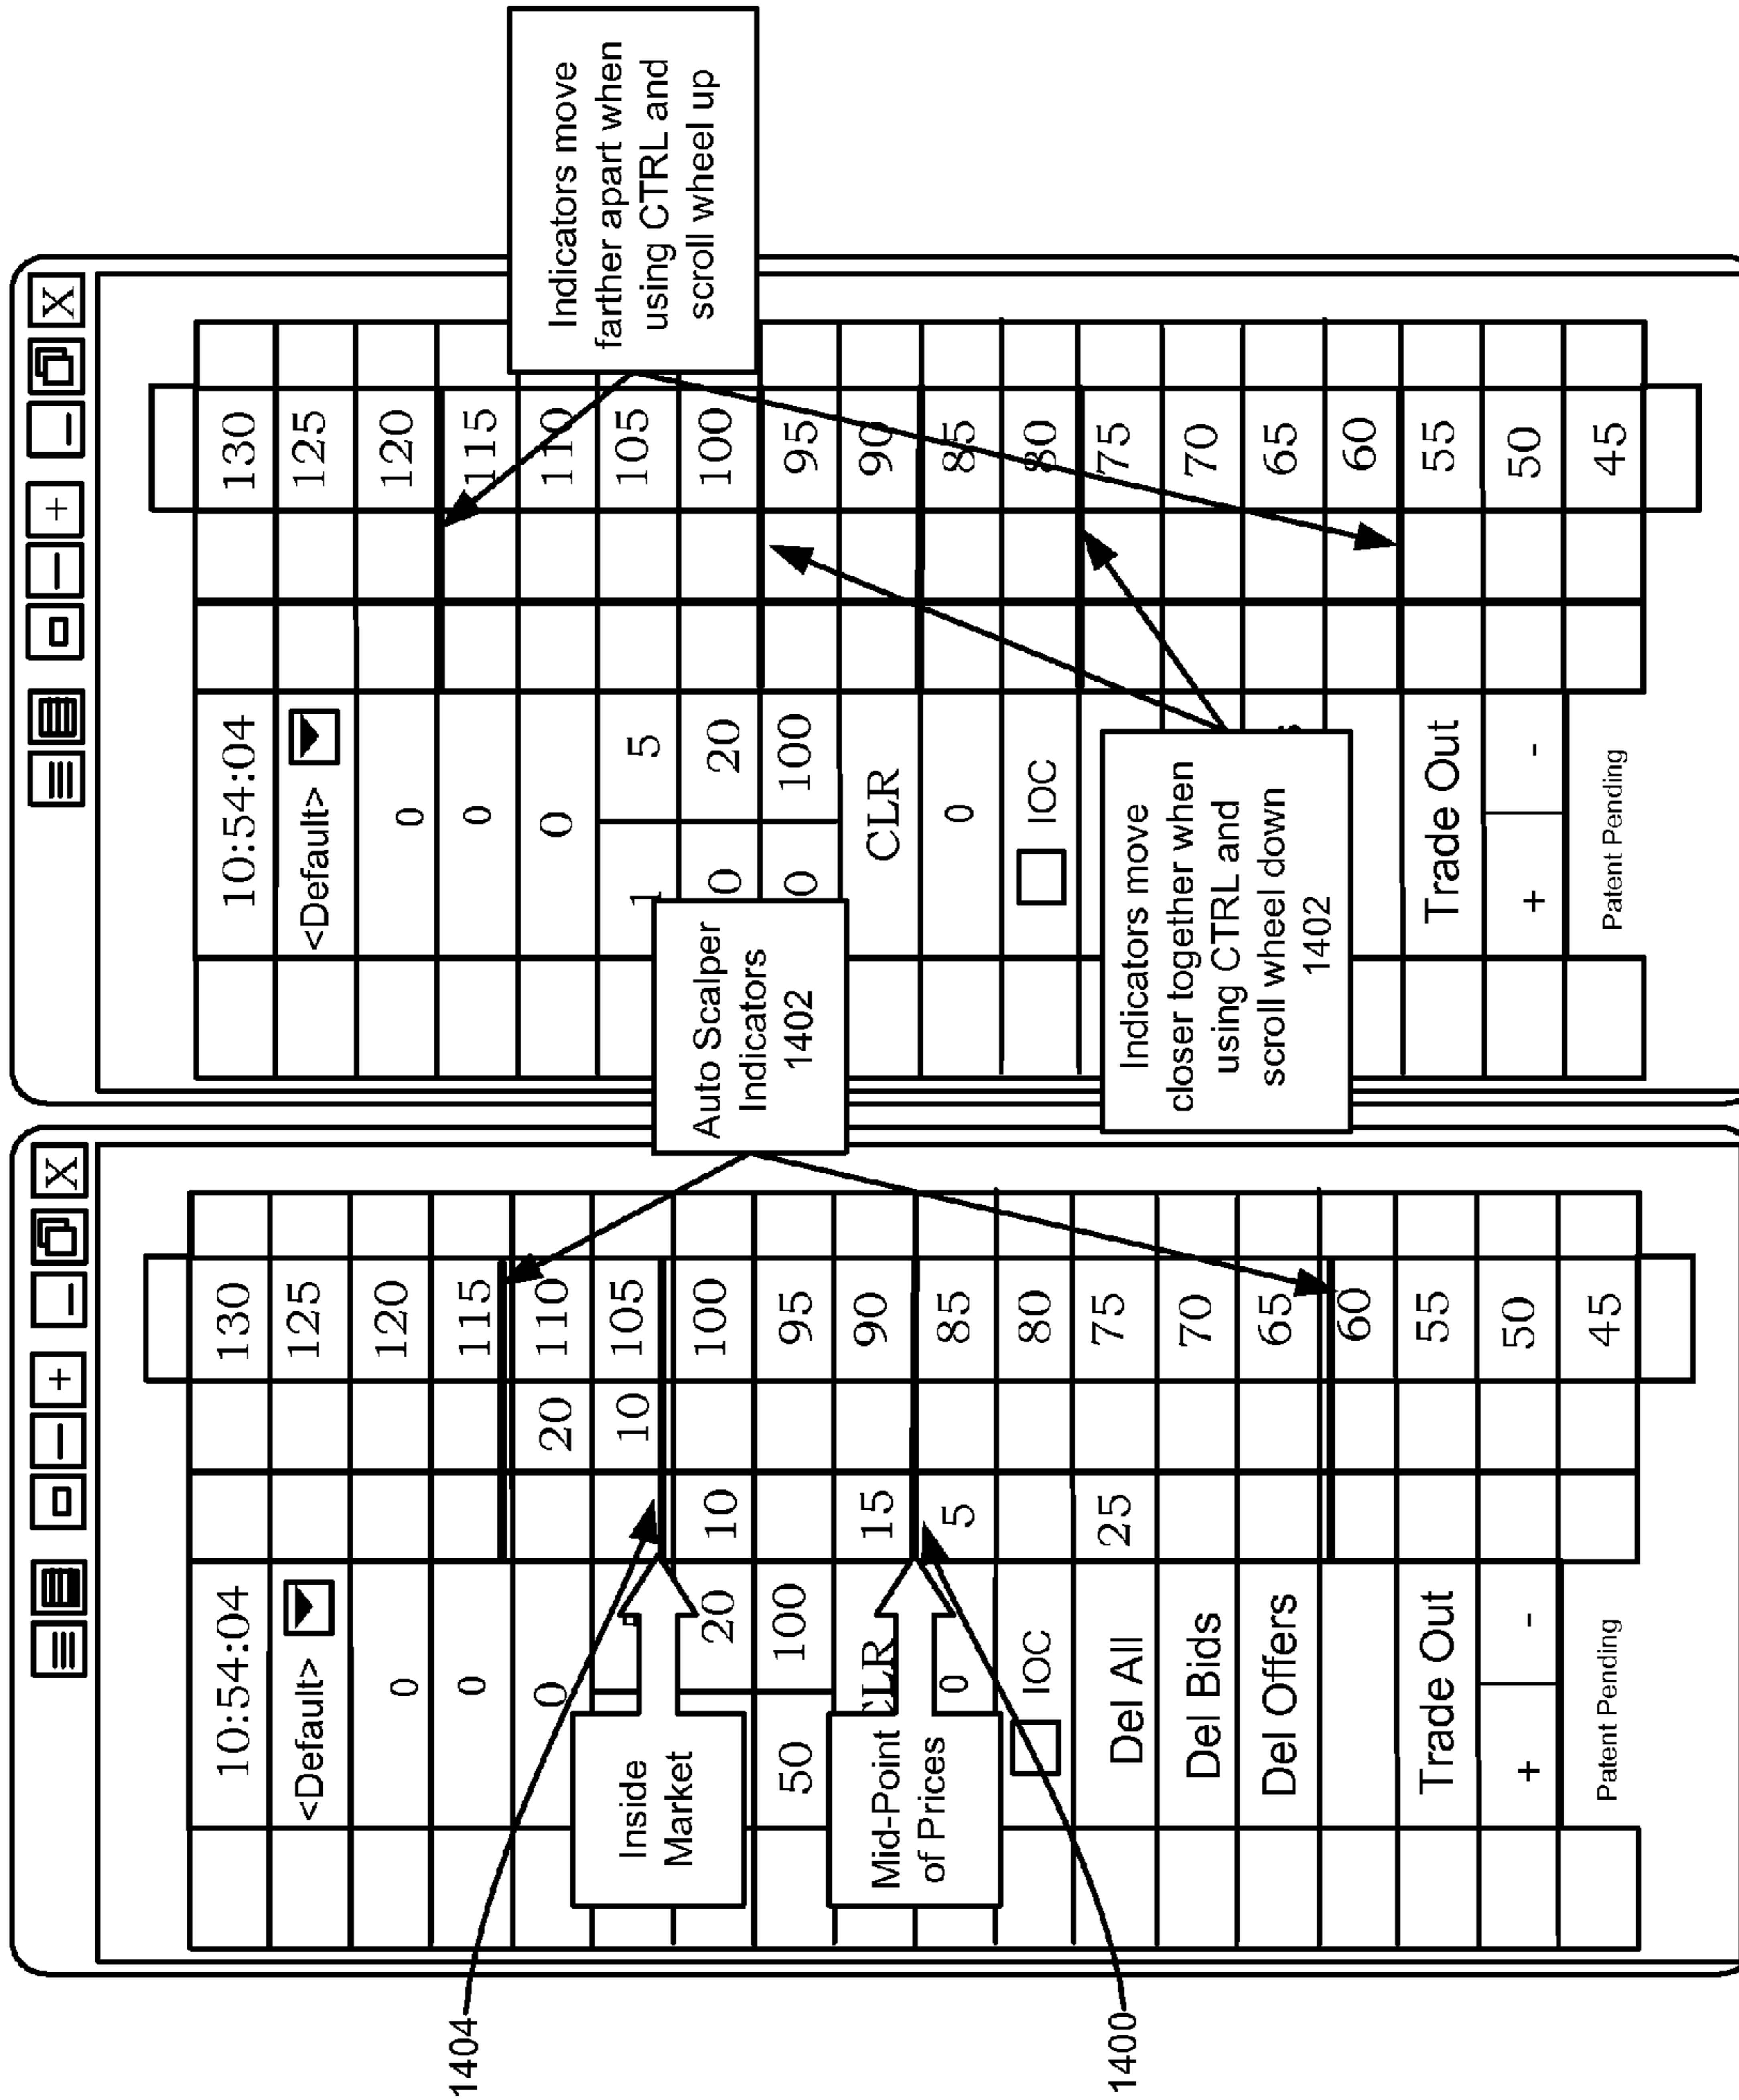 − + − X
10:54:04 130
<Default> 125
0 120
0 115
0 20 110
10 105
20 10 100
50 100 95
LR 15 90
0 5 85
IOC 80
Del All 25 75
Del Bids 70
Del Offers 65
60
Trade Out 55
+ - 50
Patent Pending 45
Inside
Market
Mid-Point
of Prices
1404
1400
Auto Scalper
Indicators
1402
− + − X
10:54:04 130
<Default> 125
0 120
0 115
0 110
1 5 105
0 20 100
0 100 95
CLR 90
0 85
IOC 80
75
70
65
60
Trade Out 55
+ - 50
Patent Pending 45
Indicators move
closer together when
using CTRL and
scroll wheel down
1402
Indicators move
farther apart when
using CTRL and
scroll wheel up